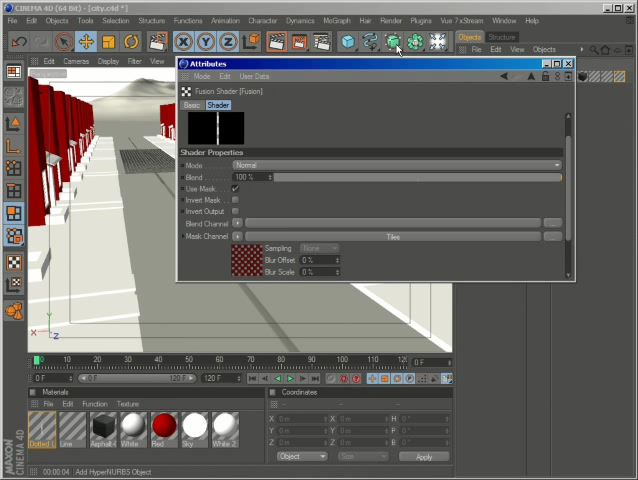 CINEMA 4D (64 Bit) - [city.c4d *]
File Edit Objects Tools Selection Structure Functions Animation Character Dynamics MoGraph Hair Render Plugins Vue 7xStream Window Help
Objects Structure
File Edit View Objects
Edit Cameras Display Filter View
Perspective
Attributes
Mode Edit User Data
Fusion Shader [Fusion]
Basic Shader
Shader Properties
Mode Normal
Blend 100 %
Use Mask
Invert Mask
Invert Output
Blend Channel ...
Mask Channel Tiles ...
Sampling None
Blur Offset 0 %
Blur Scale 0 %
X
Y
Z
0 10 20 30 40 50 60 70 80 90 100 110 12
0 F
0 F 0 F 120 F 120 F
Materials
File Edit Function Texture
Dotted L Line Asphalt White Red Sky White 2
Coordinates
X 0 m X 0 m H 0 °
Y 0 m Y 0 m P 0 °
Z 0 m Z 0 m B 0 °
Object Size Apply
MAXON
CINEMA 4D
00:00:04 Add HyperNURBS Object